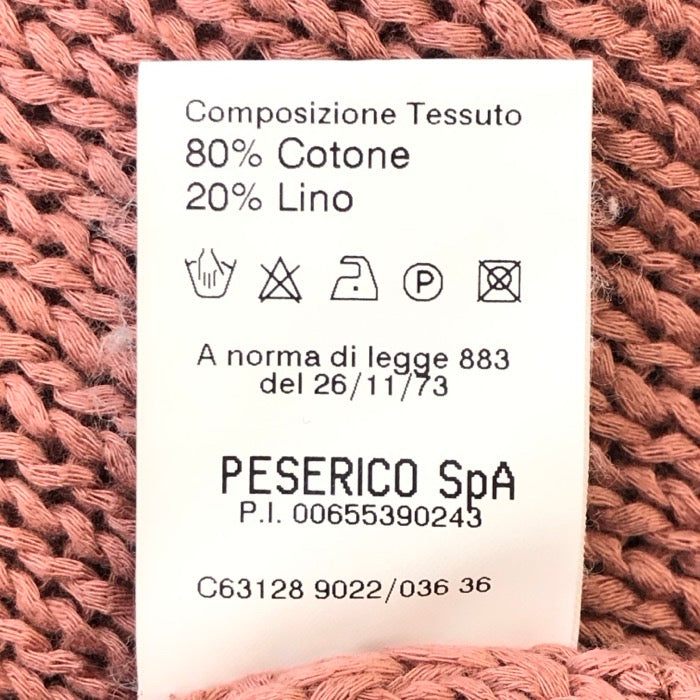 Composizione Tessuto
80% Cotone
20% Lino
P
A norma di legge 883
del 26/11/73
PESERICO SpA
P.I. 00655390243
C63128 9022/036 36